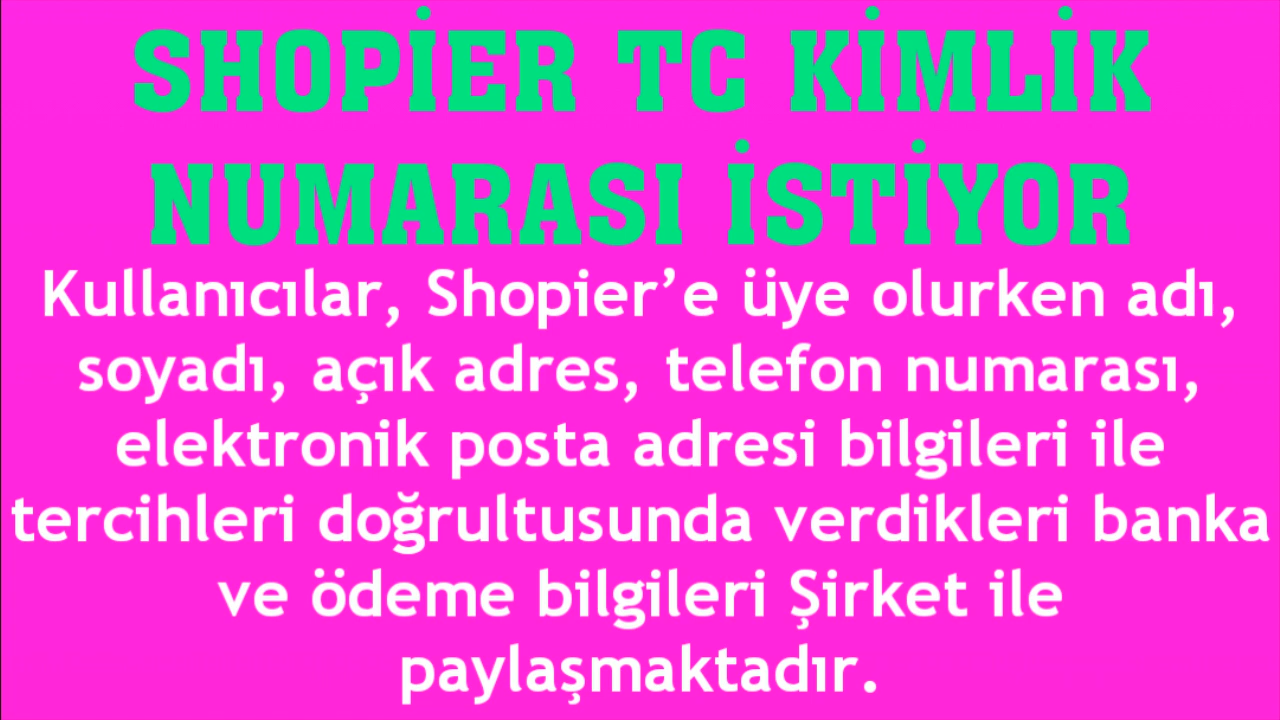 SHOPİER TC KİMLİK
NUMARASI İSTİYOR
Kullanıcılar, Shopier’e üye olurken adı,
soyadı, açık adres, telefon numarası,
elektronik posta adresi bilgileri ile
tercihleri doğrultusunda verdikleri banka
ve ödeme bilgileri Şirket ile
paylaşmaktadır.